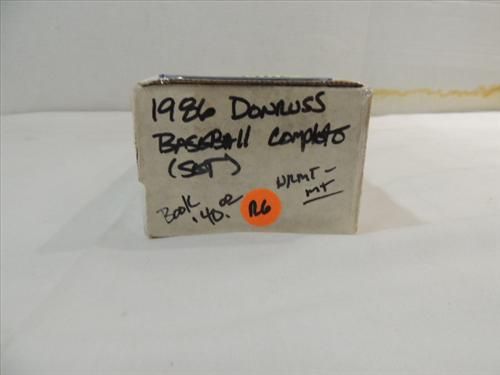 1986 DONRUSS
BASEBALL COMPLETE
(SET)
NRMT -
MT
BOOK
.40.00
R6